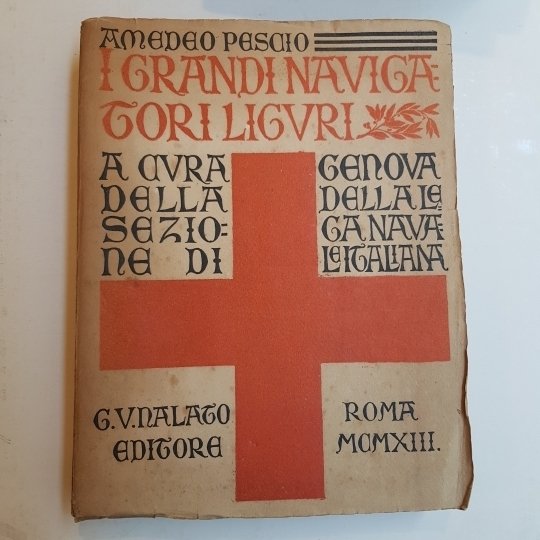 AMEDEO PESCIO
I GRANDI NAVIGA-
TORI LIGURI
A CVRA
DELLA
SEZIO-
NE DI
GENOVA
DELLA LE-
GA NAVA-
LE ITALIANA
G.V. NALATO
EDITORE
ROMA
MCMXIII.